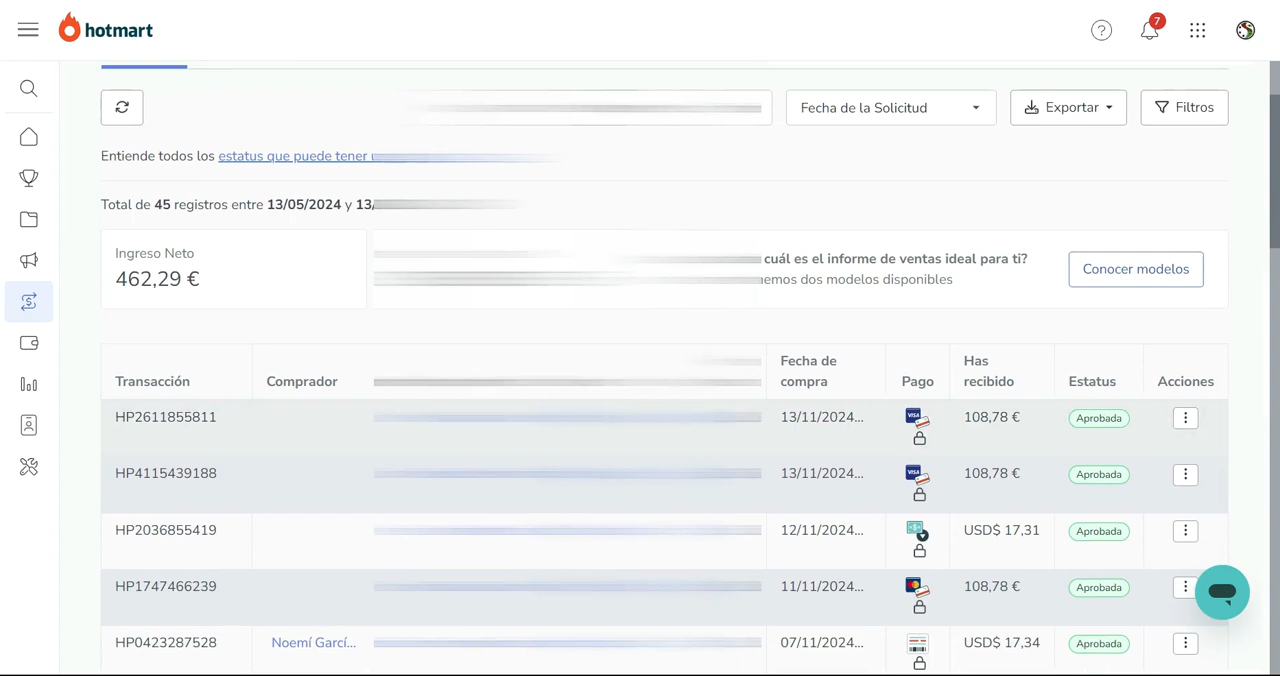 hotmart
7
Fecha de la Solicitud
Exportar
Filtros
Entiende todos los estatus que puede tener
Total de 45 registros entre 13/05/2024 y 13/
Ingreso Neto
462,29 €
cuál es el informe de ventas ideal para ti?
dos modelos disponibles
Conocer modelos
Transacción Comprador Fecha de compra Pago Has recibido Estatus Acciones
HP2611855811 13/11/2024... VISA 108,78 € Aprobada
HP4115439188 13/11/2024... VISA 108,78 € Aprobada
HP2036855419 12/11/2024... USD$ 17,31 Aprobada
HP1747466239 11/11/2024... 108,78 € Aprobada
HP0423287528 Noemí Garcí... 07/11/2024... USD$ 17,34 Aprobada